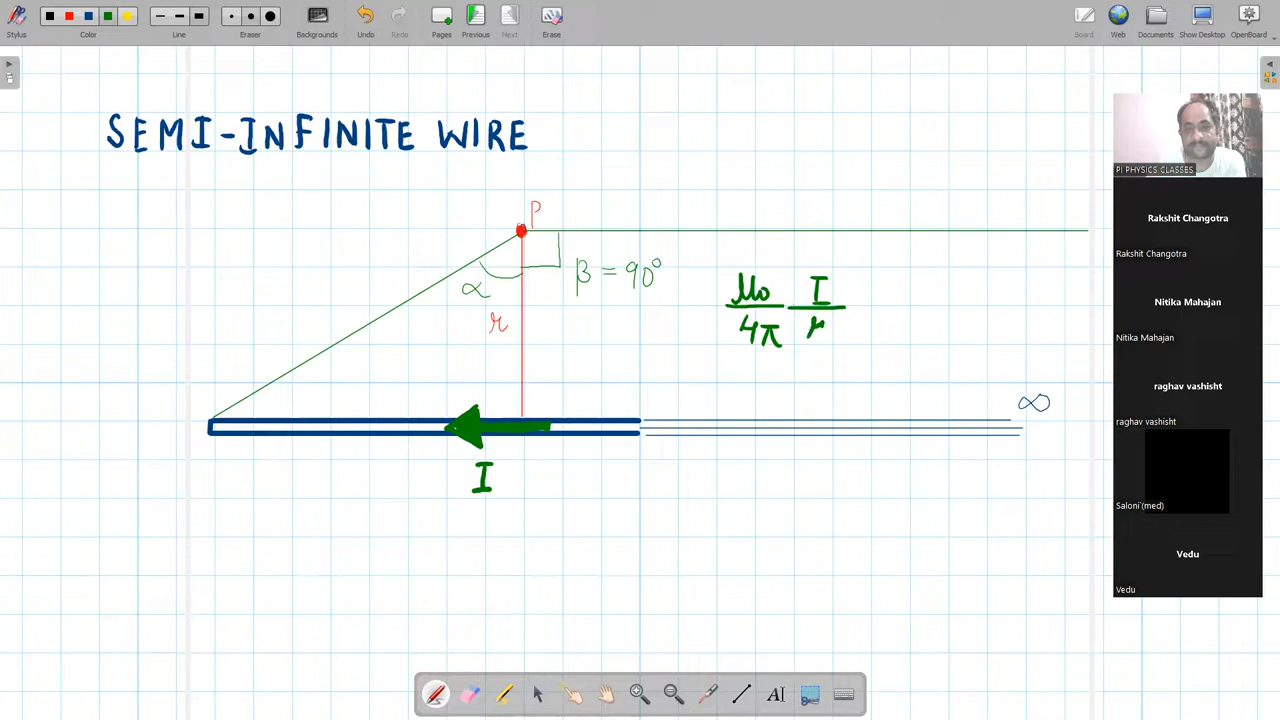 Stylus
Color
Line
Eraser
Backgrounds
Undo
Redo
Pages
Previous
Next
Erase
Board
Web
Documents
Show Desktop
OpenBoard
SEMI-INFINITE WIRE
P
α
β = 90°
r
μ₀ I
4π r
∞
I
PI PHYSICS CLASSES
Rakshit Changotra
Rakshit Changotra
Nitika Mahajan
Nitika Mahajan
raghav vashisht
raghav vashisht
Saloni (med)
Vedu
Vedu
AI